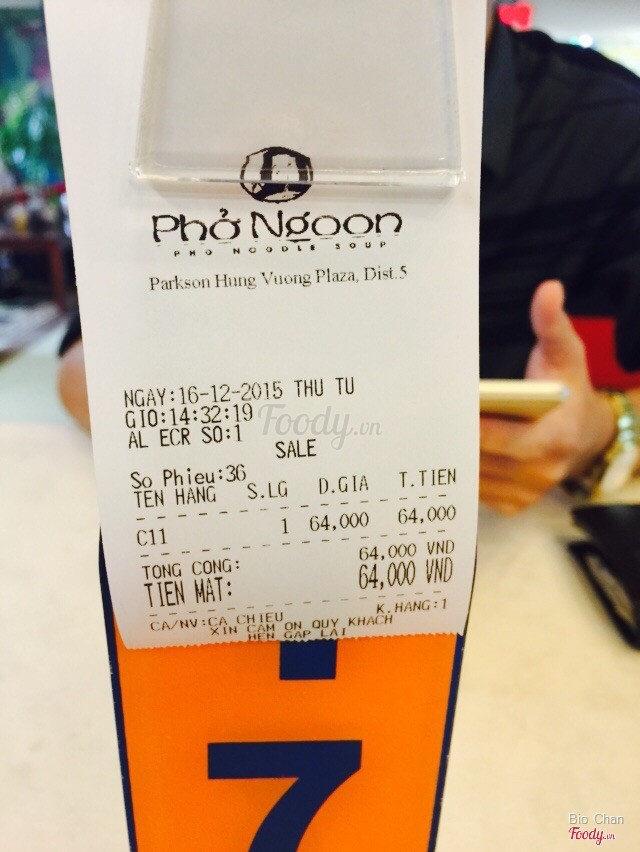 Phở Ngoon
PHO NOODLE SOUP
Parkson Hung Vuong Plaza, Dist.5
NGAY:16-12-2015 THU TU
GIO:14:32:19
AL ECR SO:1
SALE
So Phieu:36
TEN HANG S.LG D.GIA T.TIEN
C11 1 64,000 64,000
TONG CONG: 64,000 VND
TIEN MAT: 64,000 VND
CA/NV:CA CHIEU K.HANG:1
XIN CAM ON QUY KHACH
HEN GAP LAI
7
Foody.vn
Bio Chan
Foody.vn